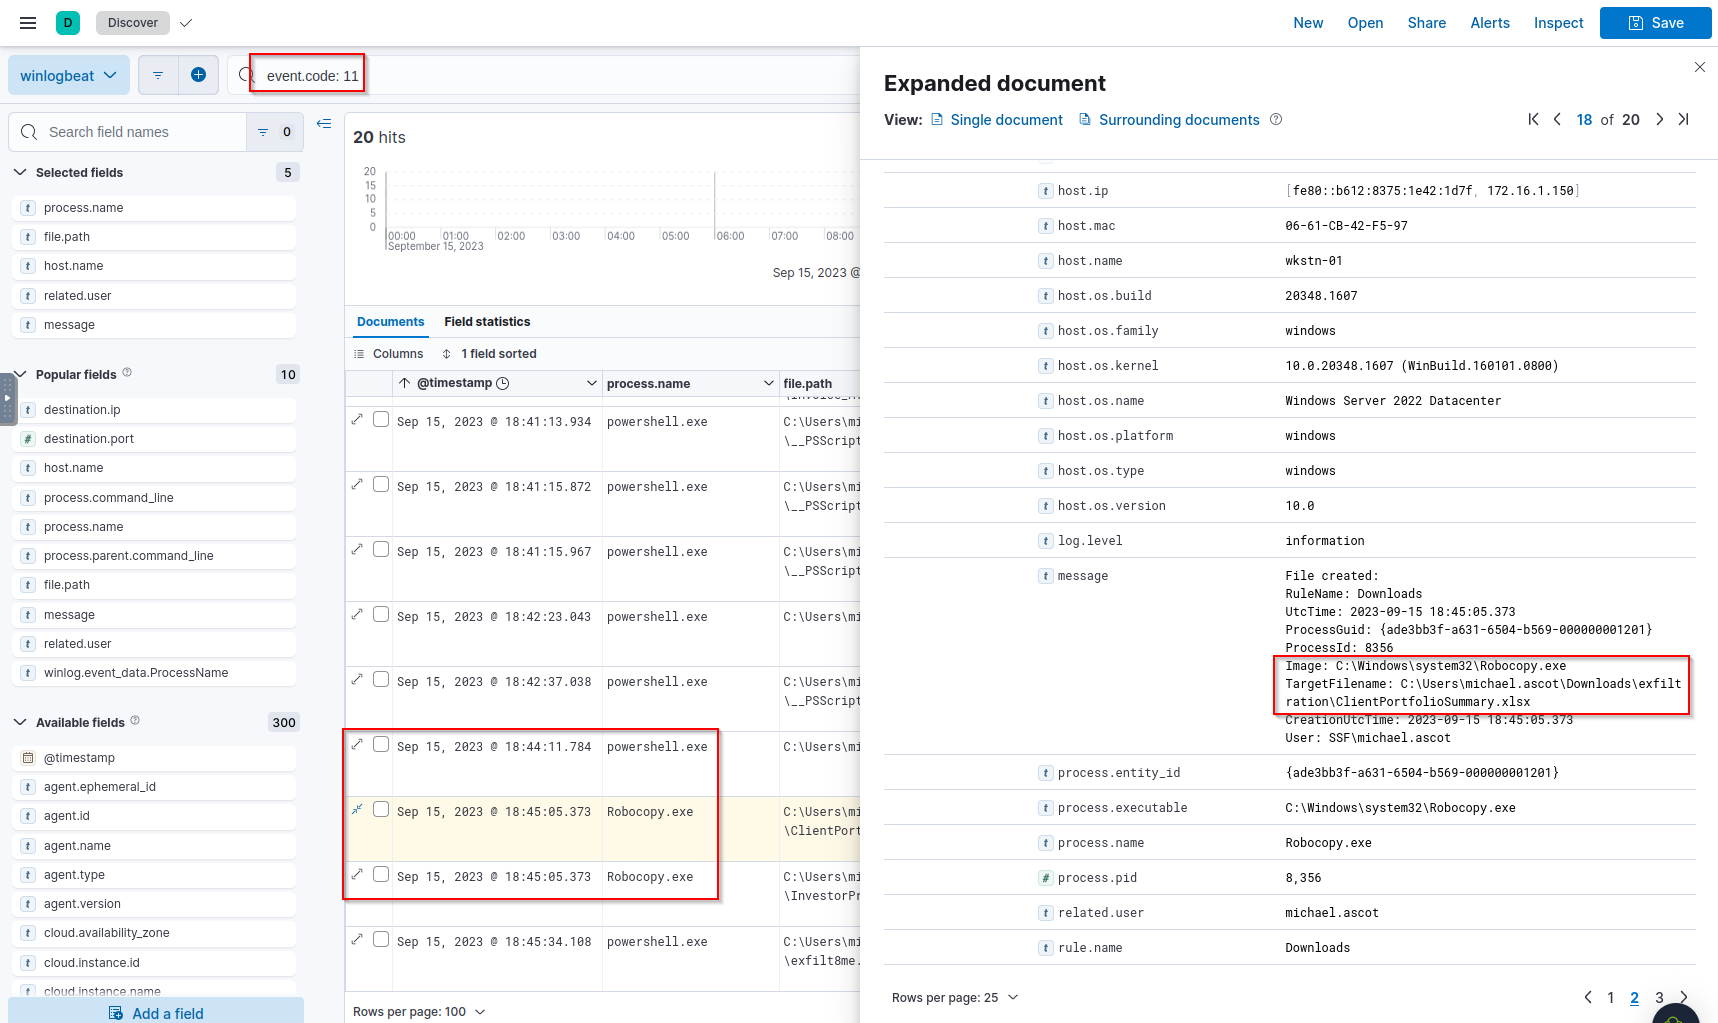 D
Discover
New
Open
Share
Alerts
Inspect
Save
winlogbeat
event.code: 11
Search field names
0
Selected fields
5
process.name
file.path
host.name
related.user
message
Popular fields
10
destination.ip
destination.port
host.name
process.command_line
process.name
process.parent.command_line
file.path
message
related.user
winlog.event_data.ProcessName
Available fields
300
@timestamp
agent.ephemeral_id
agent.id
agent.name
agent.type
agent.version
cloud.availability_zone
cloud.instance.id
cloud.instance.name
Add a field
20 hits
20
15
10
5
0
00:00 01:00 02:00 03:00 04:00 05:00 06:00 07:00 08:00
September 15, 2023
Sep 15, 2023 @
Documents
Field statistics
Columns
1 field sorted
@timestamp
process.name
file.path
Sep 15, 2023 @ 18:41:13.934 powershell.exe C:\Users\mi
\__PSScript
Sep 15, 2023 @ 18:41:15.872 powershell.exe C:\Users\mi
\__PSScript
Sep 15, 2023 @ 18:41:15.967 powershell.exe C:\Users\mi
\__PSScript
Sep 15, 2023 @ 18:42:23.043 powershell.exe C:\Users\mi
Sep 15, 2023 @ 18:42:37.038 powershell.exe C:\Users\mi
\__PSScript
Sep 15, 2023 @ 18:44:11.784 powershell.exe C:\Users\mi
Sep 15, 2023 @ 18:45:05.373 Robocopy.exe C:\Users\mi
\ClientPort
Sep 15, 2023 @ 18:45:05.373 Robocopy.exe C:\Users\mi
\InvestorPr
Sep 15, 2023 @ 18:45:34.108 powershell.exe C:\Users\mi
\exfilt8me.
Rows per page: 100
Expanded document
View: Single document Surrounding documents
18 of 20
host.ip [fe80::b612:8375:1e42:1d7f, 172.16.1.150]
host.mac 06-61-CB-42-F5-97
host.name wkstn-01
host.os.build 20348.1607
host.os.family windows
host.os.kernel 10.0.20348.1607 (WinBuild.160101.0800)
host.os.name Windows Server 2022 Datacenter
host.os.platform windows
host.os.type windows
host.os.version 10.0
log.level information
message File created:
RuleName: Downloads
UtcTime: 2023-09-15 18:45:05.373
ProcessGuid: {ade3bb3f-a631-6504-b569-000000001201}
ProcessId: 8356
Image: C:\Windows\system32\Robocopy.exe
TargetFilename: C:\Users\michael.ascot\Downloads\exfilt
ration\ClientPortfolioSummary.xlsx
CreationUtcTime: 2023-09-15 18:45:05.373
User: SSF\michael.ascot
process.entity_id {ade3bb3f-a631-6504-b569-000000001201}
process.executable C:\Windows\system32\Robocopy.exe
process.name Robocopy.exe
process.pid 8,356
related.user michael.ascot
rule.name Downloads
Rows per page: 25
1 2 3